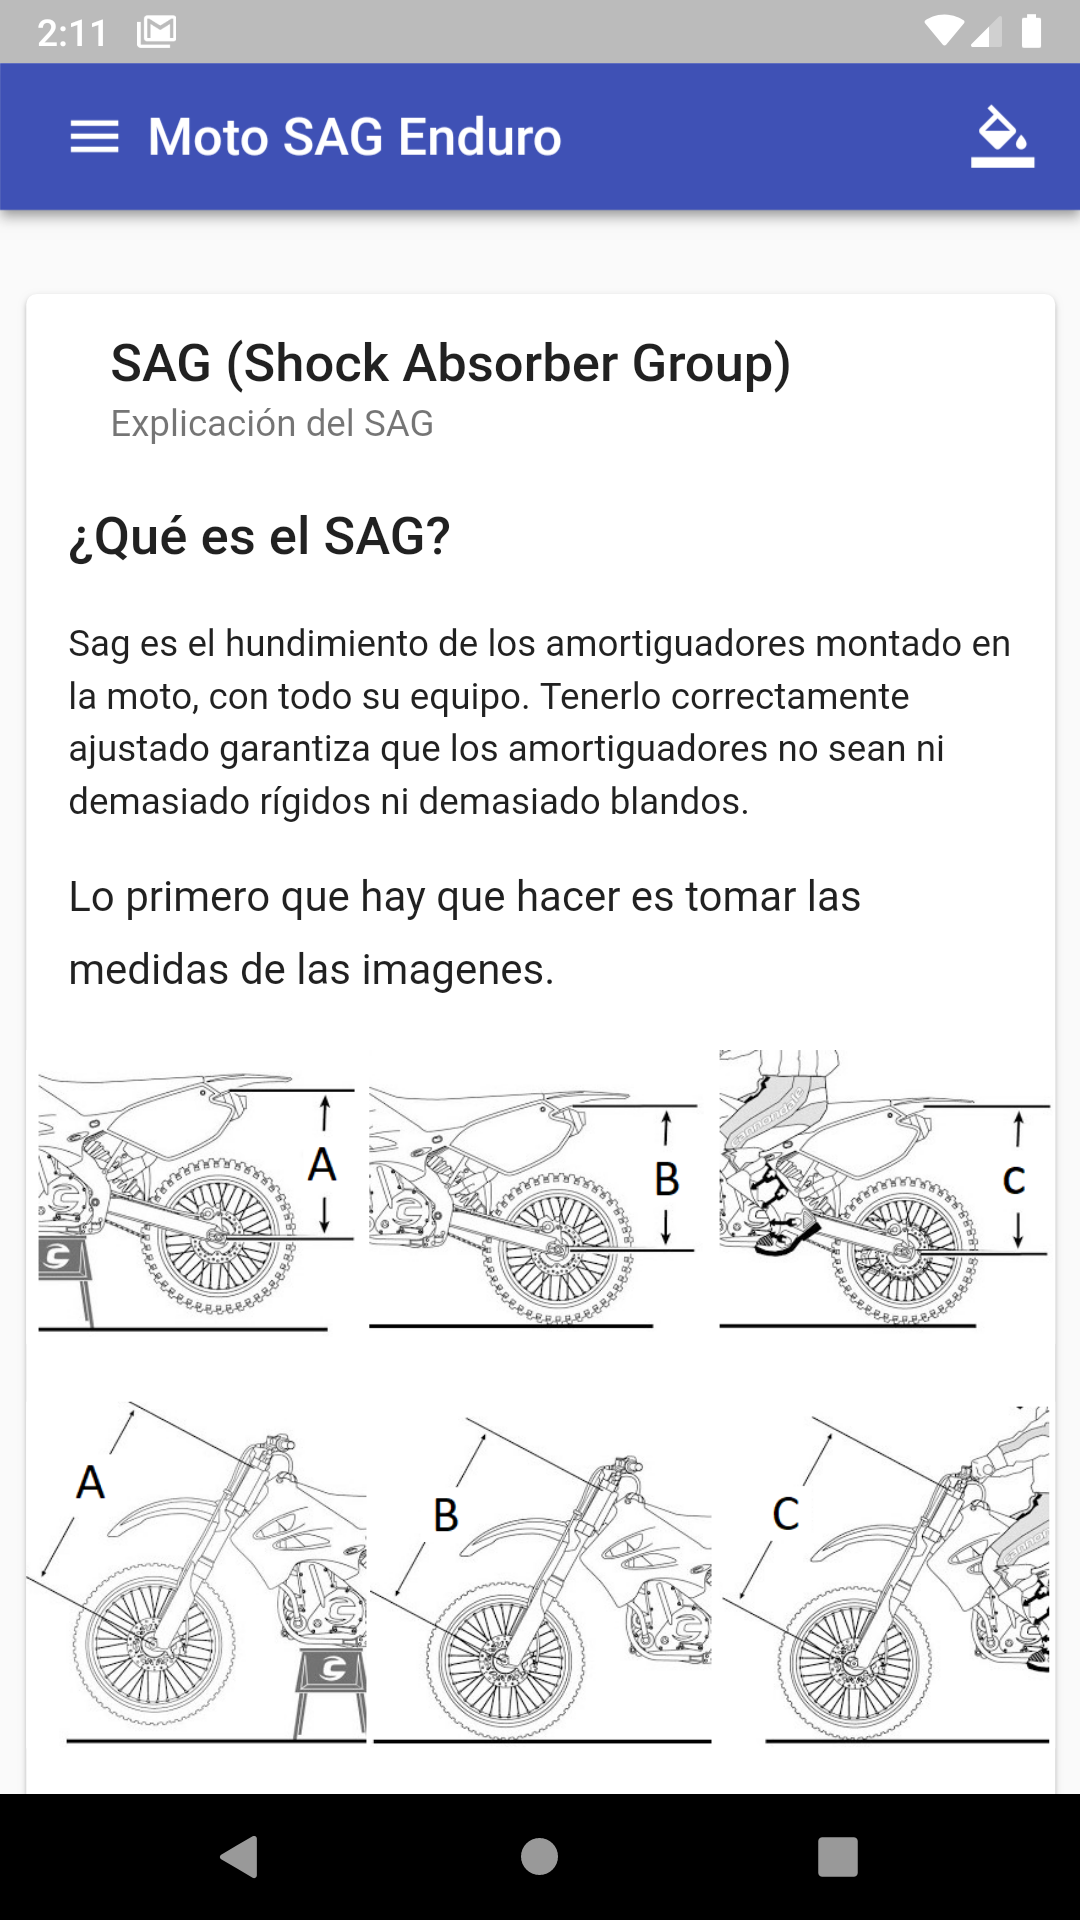 2:11
Moto SAG Enduro
SAG (Shock Absorber Group)
Explicación del SAG
¿Qué es el SAG?
Sag es el hundimiento de los amortiguadores montado en
la moto, con todo su equipo. Tenerlo correctamente
ajustado garantiza que los amortiguadores no sean ni
demasiado rígidos ni demasiado blandos.
Lo primero que hay que hacer es tomar las
medidas de las imagenes.
A
B
C
cannondale
A
B
C